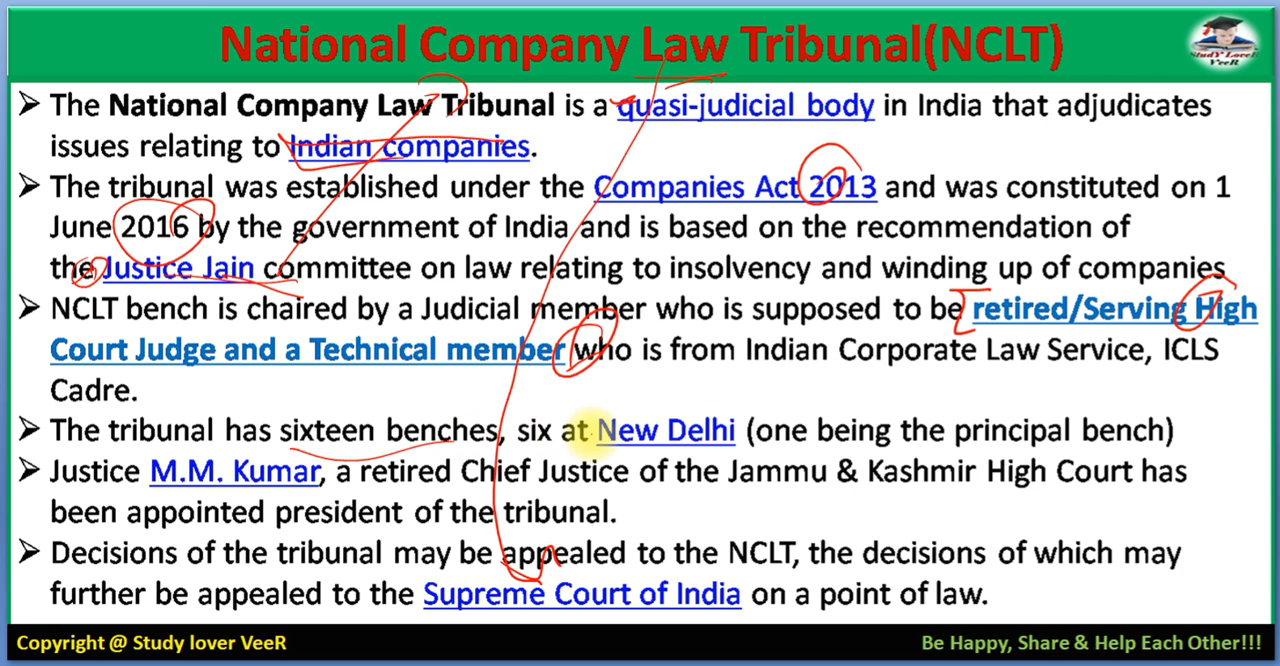 National Company Law Tribunal(NCLT)
StudY LoveR
VeeR
➢ The National Company Law Tribunal is a quasi-judicial body in India that adjudicates
issues relating to Indian companies.
➢ The tribunal was established under the Companies Act 2013 and was constituted on 1
June 2016 by the government of India and is based on the recommendation of
the Justice Jain committee on law relating to insolvency and winding up of companies
➢ NCLT bench is chaired by a Judicial member who is supposed to be retired/Serving High
Court Judge and a Technical member who is from Indian Corporate Law Service, ICLS
Cadre.
➢ The tribunal has sixteen benches, six at New Delhi (one being the principal bench)
➢ Justice M.M. Kumar, a retired Chief Justice of the Jammu & Kashmir High Court has
been appointed president of the tribunal.
➢ Decisions of the tribunal may be appealed to the NCLT, the decisions of which may
further be appealed to the Supreme Court of India on a point of law.
Copyright @ Study lover VeeR
Be Happy, Share & Help Each Other!!!